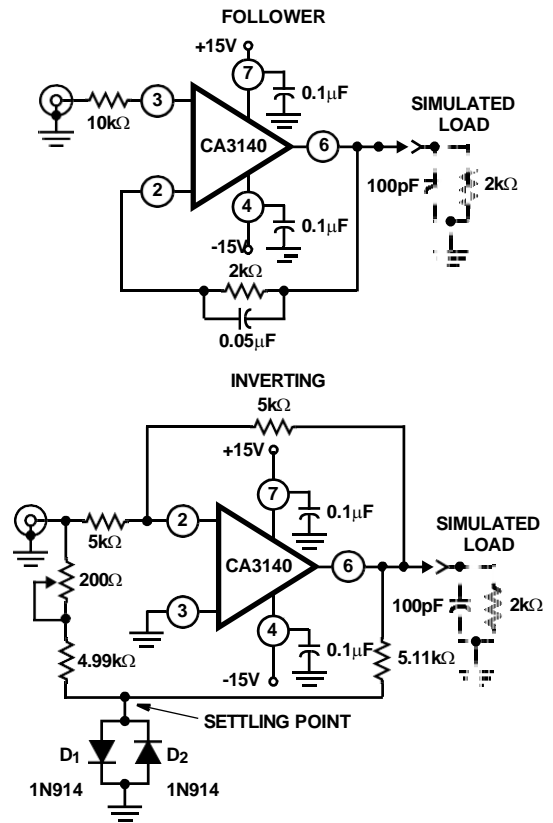 FOLLOWER
+15V
7
0.1µF
3
10kΩ
CA3140
6
SIMULATED
LOAD
100pF
2kΩ
2
4
0.1µF
-15V
2kΩ
0.05µF
INVERTING
5kΩ
+15V
7
0.1µF
5kΩ
2
CA3140
6
SIMULATED
LOAD
200Ω
100pF
2kΩ
3
4
0.1µF
4.99kΩ
5.11kΩ
-15V
SETTLING POINT
D1
D2
1N914
1N914